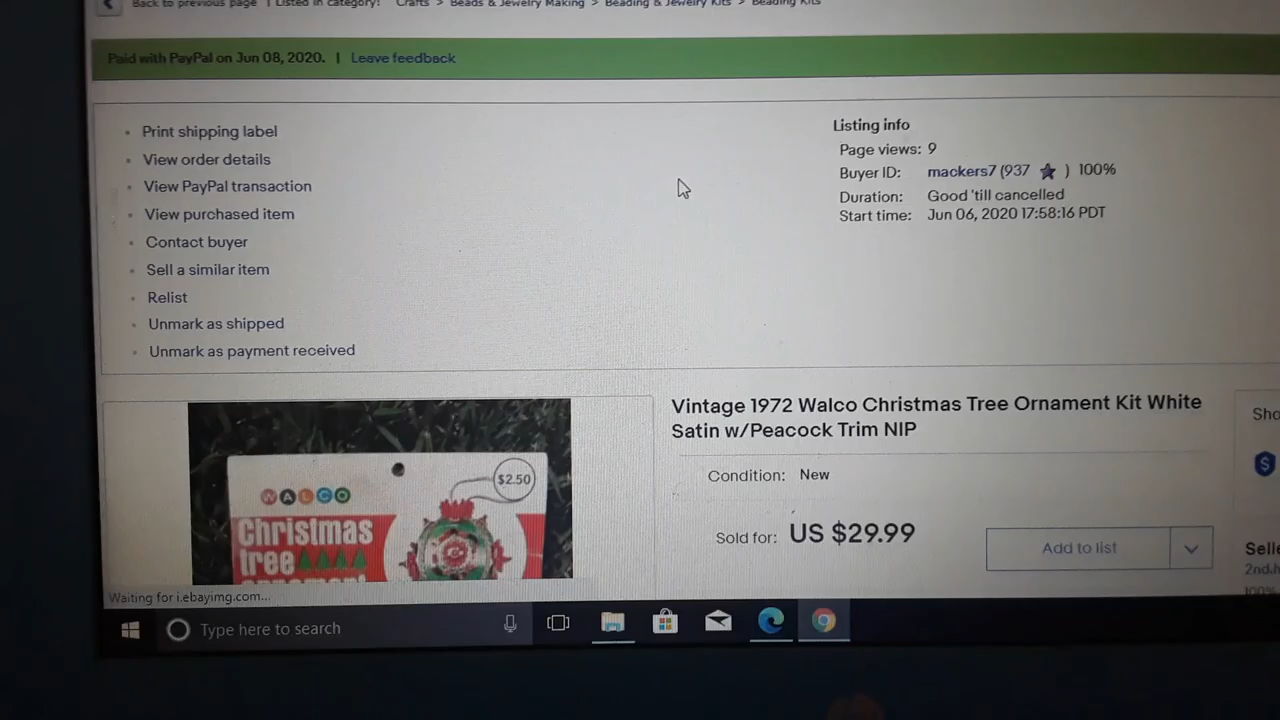 Back to previous page | Listed in category: Crafts > Beads & Jewelry Making > Beading & Jewelry Kits > Beading Kits
Paid with PayPal on Jun 08, 2020. | Leave feedback
Print shipping label
View order details
View PayPal transaction
View purchased item
Contact buyer
Sell a similar item
Relist
Unmark as shipped
Unmark as payment received
Listing info
Page views: 9
Buyer ID: mackers7 (937 ) 100%
Duration: Good 'till cancelled
Start time: Jun 06, 2020 17:58:16 PDT
WALCO
$2.50
Christmas
tree
ornament
Vintage 1972 Walco Christmas Tree Ornament Kit White
Satin w/Peacock Trim NIP
Condition: New
Sold for: US $29.99
Add to list
Sho
$
Selle
2nd.h
100%
Waiting for i.ebayimg.com...
Type here to search